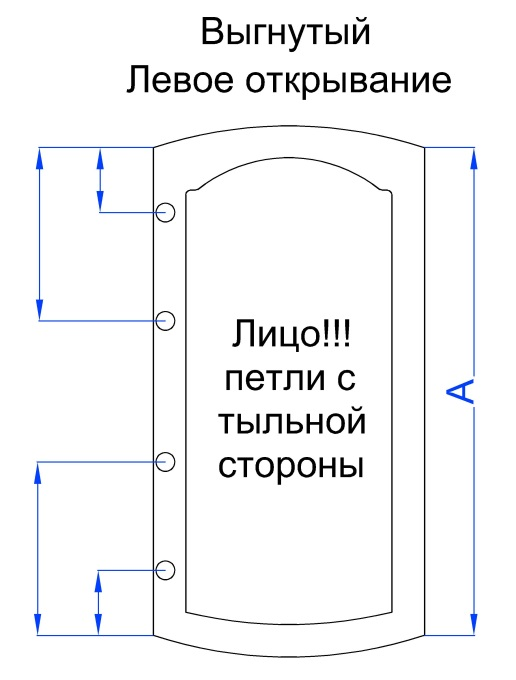 Выгнутый
Левое открывание
Лицо!!!
петли с
тыльной
стороны
A